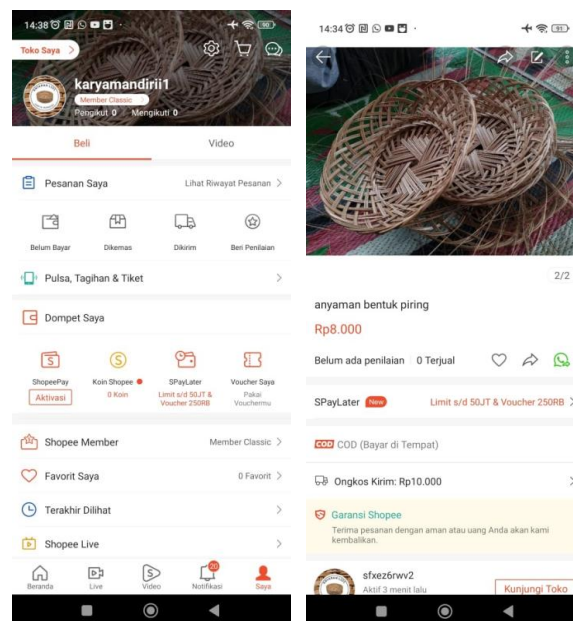 14:38
90
Toko Saya >
karyamandirii1
Member Classic >
Pengikut 0 Mengikuti 0
Beli Video
Pesanan Saya Lihat Riwayat Pesanan >
Belum Bayar Dikemas Dikirim Beri Penilaian
Pulsa, Tagihan & Tiket >
Dompet Saya
ShopeePay Koin Shopee SPayLater Voucher Saya
Aktivasi 0 Koin Limit s/d 50JT & Voucher 250RB Pakai Vouchermu
Shopee Member Member Classic >
Favorit Saya 0 Favorit >
Terakhir Dilihat >
Shopee Live >
20
Beranda Live Video Notifikasi Saya
14:34
91
2/2
anyaman bentuk piring
Rp8.000
Belum ada penilaian 0 Terjual
SPayLater New Limit s/d 50JT & Voucher 250RB >
COD COD (Bayar di Tempat)
Ongkos Kirim: Rp10.000 >
Garansi Shopee
Terima pesanan dengan aman atau uang Anda akan kami
kembalikan.
sfxez6rwv2
Aktif 3 menit lalu
Kunjungi Toko